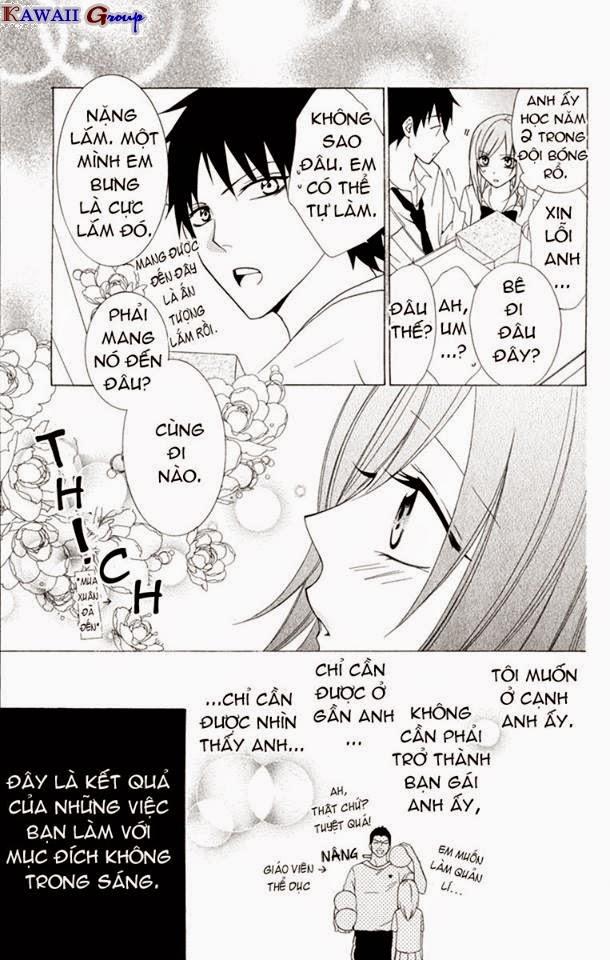 KAWAII Group
ANH ẤY
HỌC NĂM
2 TRONG
ĐỘI BÓNG
RỔ.
XIN
LỖI
ANH
...
BÊ
ĐI
ĐÂU
ĐÂY?
AH,
UM
...?
ĐÂU
THẾ?
KHÔNG
SAO
ĐÂU. EM
CÓ THỂ
TỰ LÀM.
NẶNG
LẮM. MỘT
MÌNH EM
BƯNG
LÀ CỰC
LẮM ĐÓ.
MANG ĐƯỢC
ĐẾN ĐÂY
LÀ ẤN
TƯỢNG
LẮM RỒI.
PHẢI
MANG
NÓ ĐẾN
ĐÂU?
CÙNG
ĐI
NÀO.
THỊCH
"MÙA
XUÂN
ĐÃ
ĐẾN"
TÔI MUỐN
Ở CẠNH
ANH ẤY.
KHÔNG
CẦN PHẢI
TRỞ THÀNH
BẠN GÁI
ANH ẤY,
CHỈ CẦN
ĐƯỢC Ở
GẦN ANH
...
...CHỈ CẦN
ĐƯỢC NHÌN
THẤY ANH...
AH,
THẬT CHỨ?
TUYỆT QUÁ!
NÂNG
GIÁO VIÊN
THỂ DỤC
EM MUỐN
LÀM QUẢN
LÍ...
ĐÂY LÀ KẾT QUẢ
CỦA NHỮNG VIỆC
BẠN LÀM VỚI
MỤC ĐÍCH KHÔNG
TRONG SÁNG.